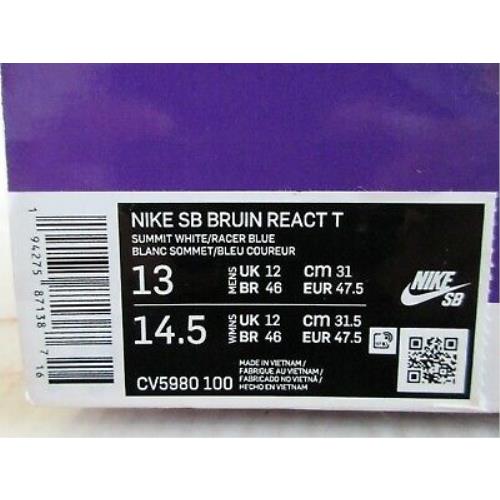 NIKE SB BRUIN REACT T
SUMMIT WHITE/RACER BLUE
BLANC SOMMET/BLEU COUREUR
13 MENS UK 12 cm 31
BR 46 EUR 47.5
14.5 WMNS UK 12 cm 31.5
BR 46 EUR 47.5
NIKE
SB
CV5980 100
MADE IN VIETNAM /
FABRIQUE AU VIETNAM /
FABRICADO NO VIETNÃ /
HECHO EN VIETNAM
1 94275 87138 7 16